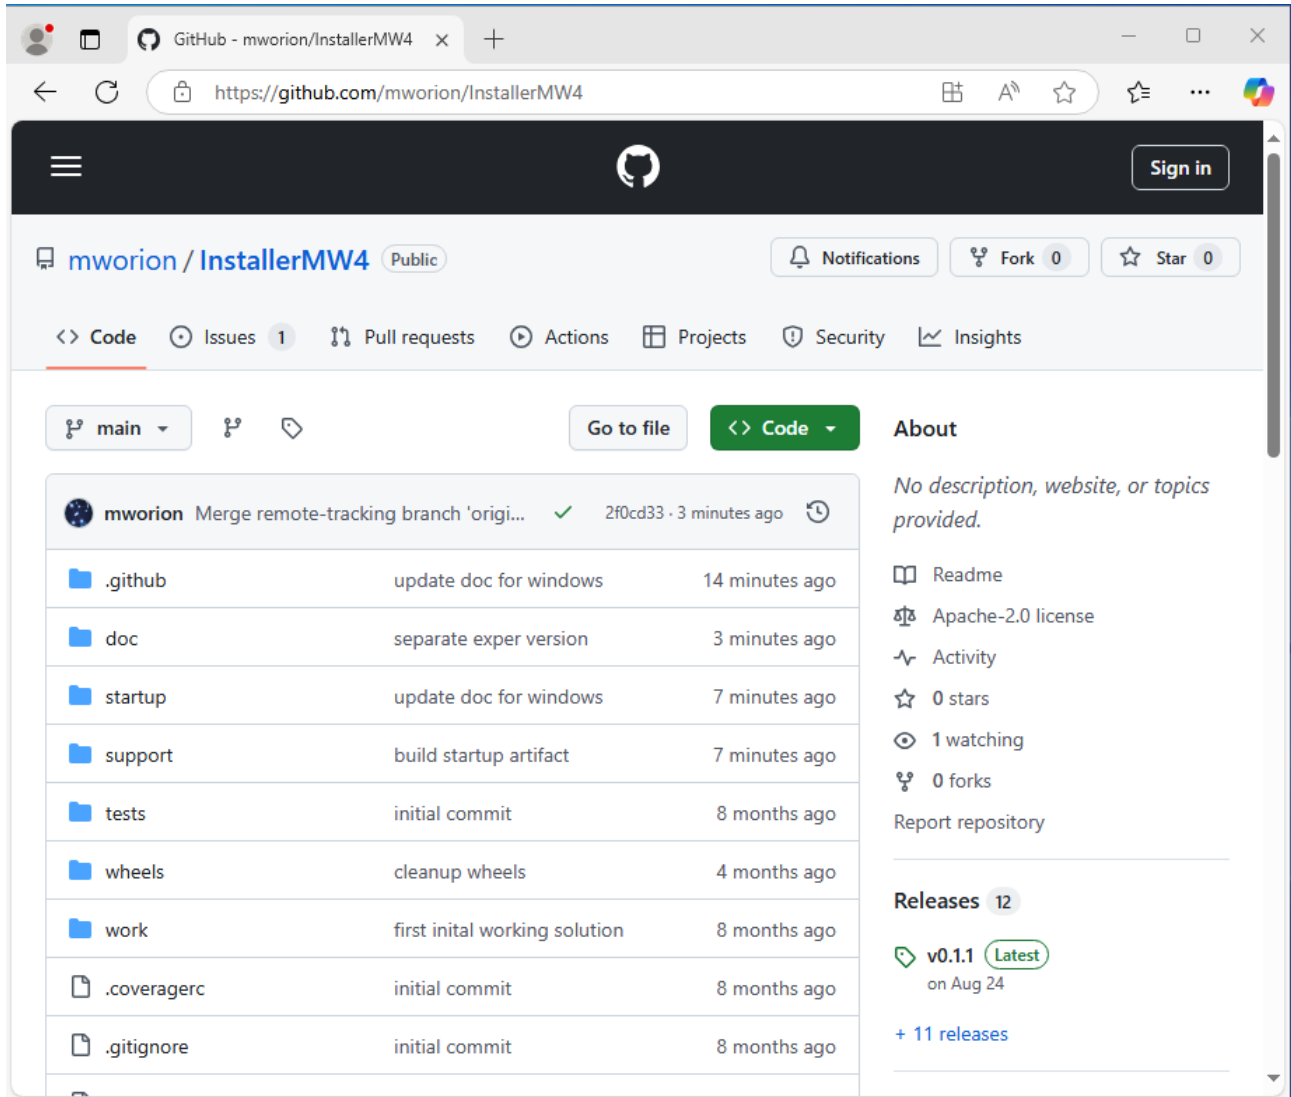 GitHub - mworion/InstallerMW4
https://github.com/mworion/InstallerMW4
Sign in
mworion / InstallerMW4 Public
Notifications
Fork 0
Star 0
Code
Issues 1
Pull requests
Actions
Projects
Security
Insights
main
Go to file
Code
mworion Merge remote-tracking branch 'origi... 2f0cd33 · 3 minutes ago
.github update doc for windows 14 minutes ago
doc separate exper version 3 minutes ago
startup update doc for windows 7 minutes ago
support build startup artifact 7 minutes ago
tests initial commit 8 months ago
wheels cleanup wheels 4 months ago
work first inital working solution 8 months ago
.coveragerc initial commit 8 months ago
.gitignore initial commit 8 months ago
About
No description, website, or topics
provided.
Readme
Apache-2.0 license
Activity
0 stars
1 watching
0 forks
Report repository
Releases 12
v0.1.1 Latest
on Aug 24
+ 11 releases